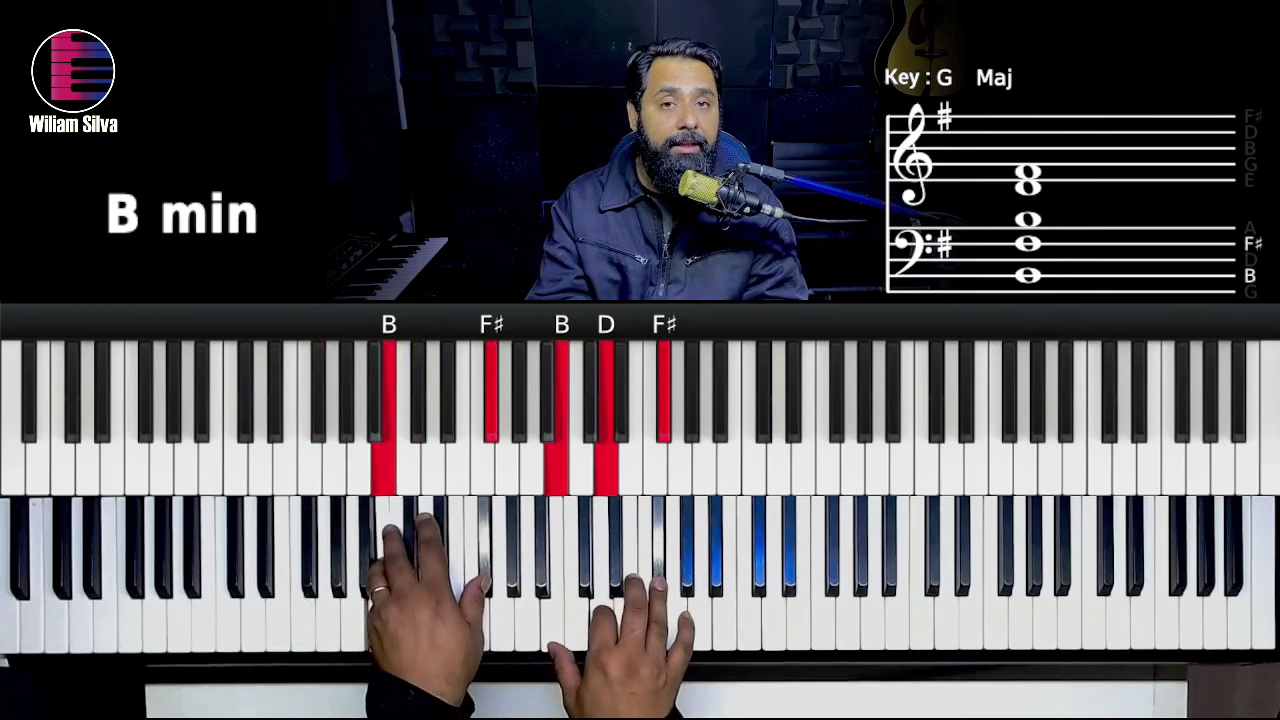 Wiliam Silva
B min
Key : G Maj
F♯
D
B
G
E
A
F♯
D
B
G
B F♯ B D F♯